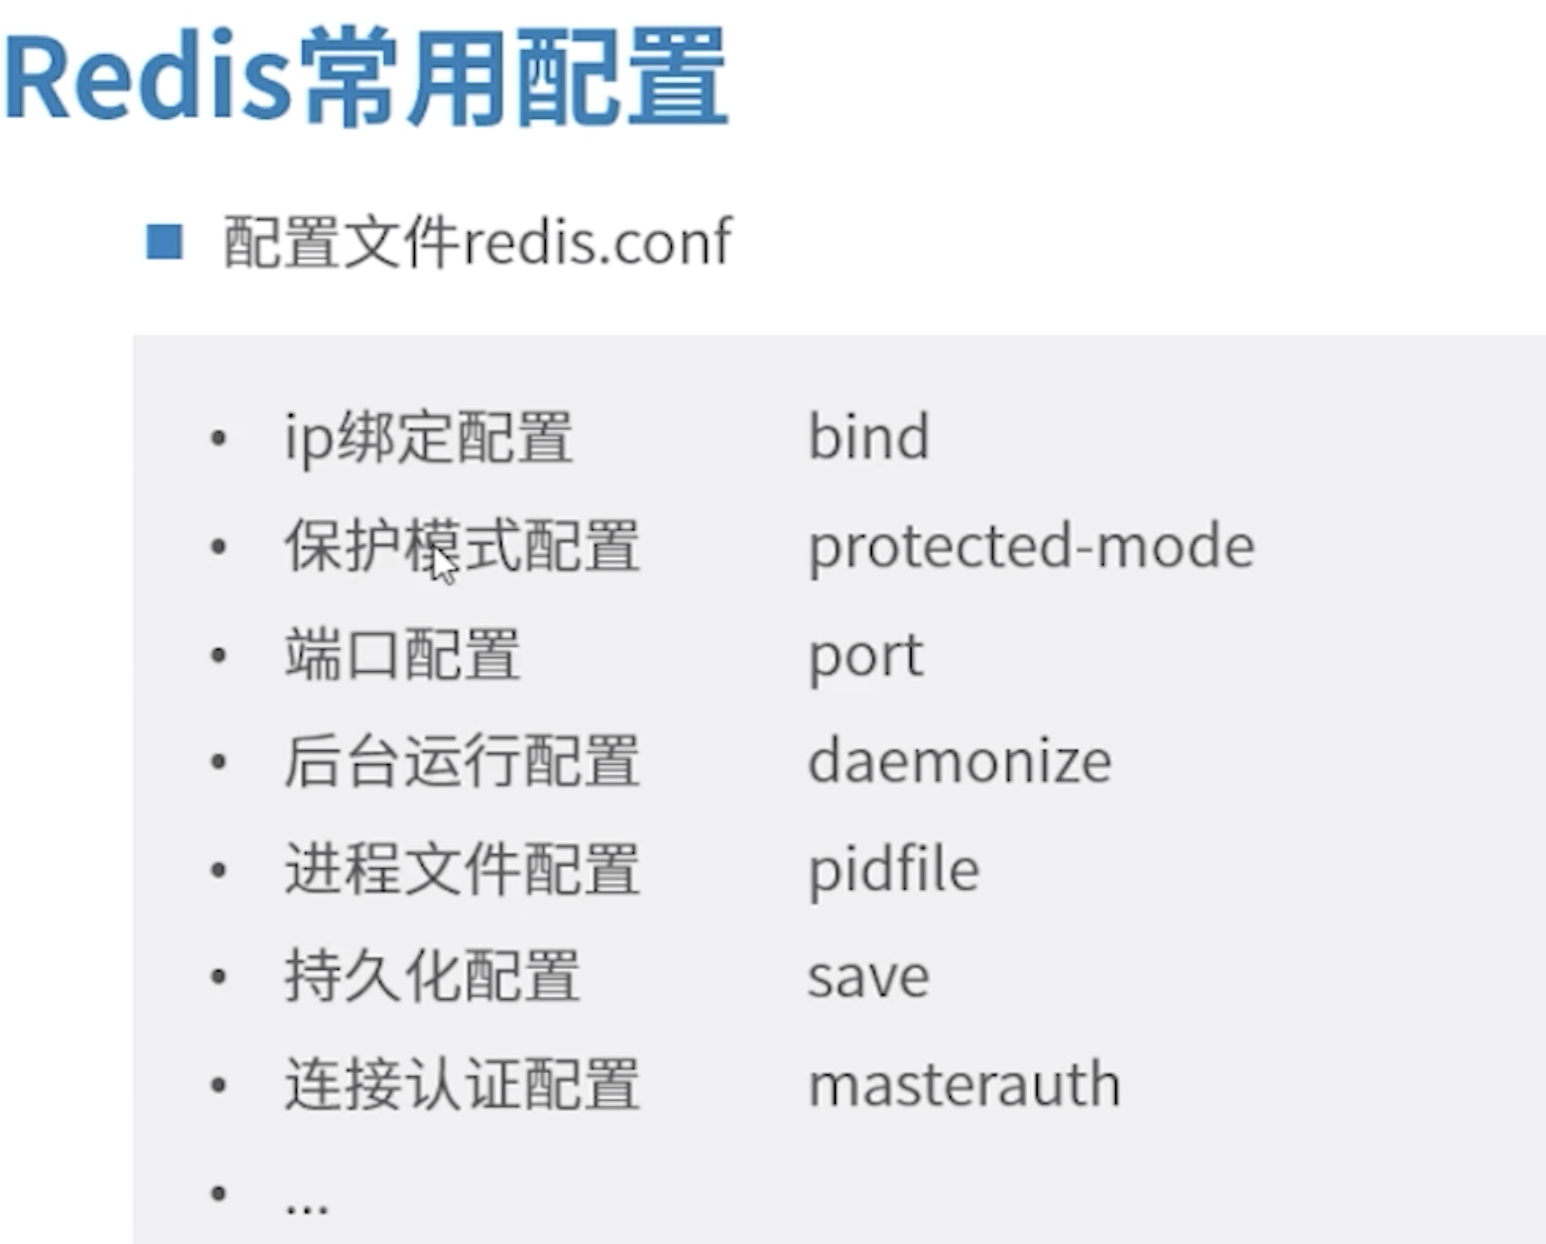 Redis常用配置
配置文件redis.conf
ip绑定配置 bind
保护模式配置 protected-mode
端口配置 port
后台运行配置 daemonize
进程文件配置 pidfile
持久化配置 save
连接认证配置 masterauth
...